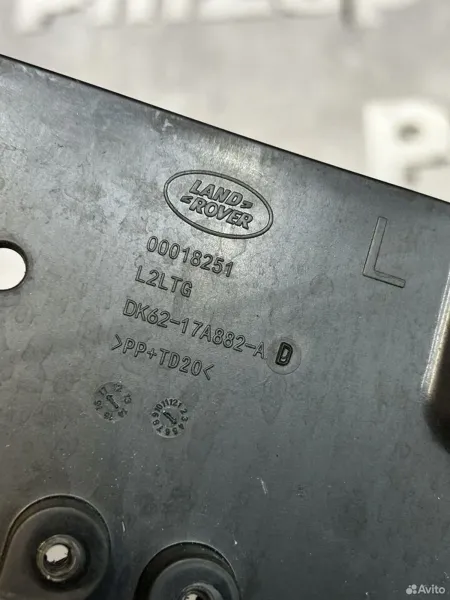 LAND
ROVER
L
00018251
L2LTG
DK62-17A882-A D
>PP+TD20<
Avito